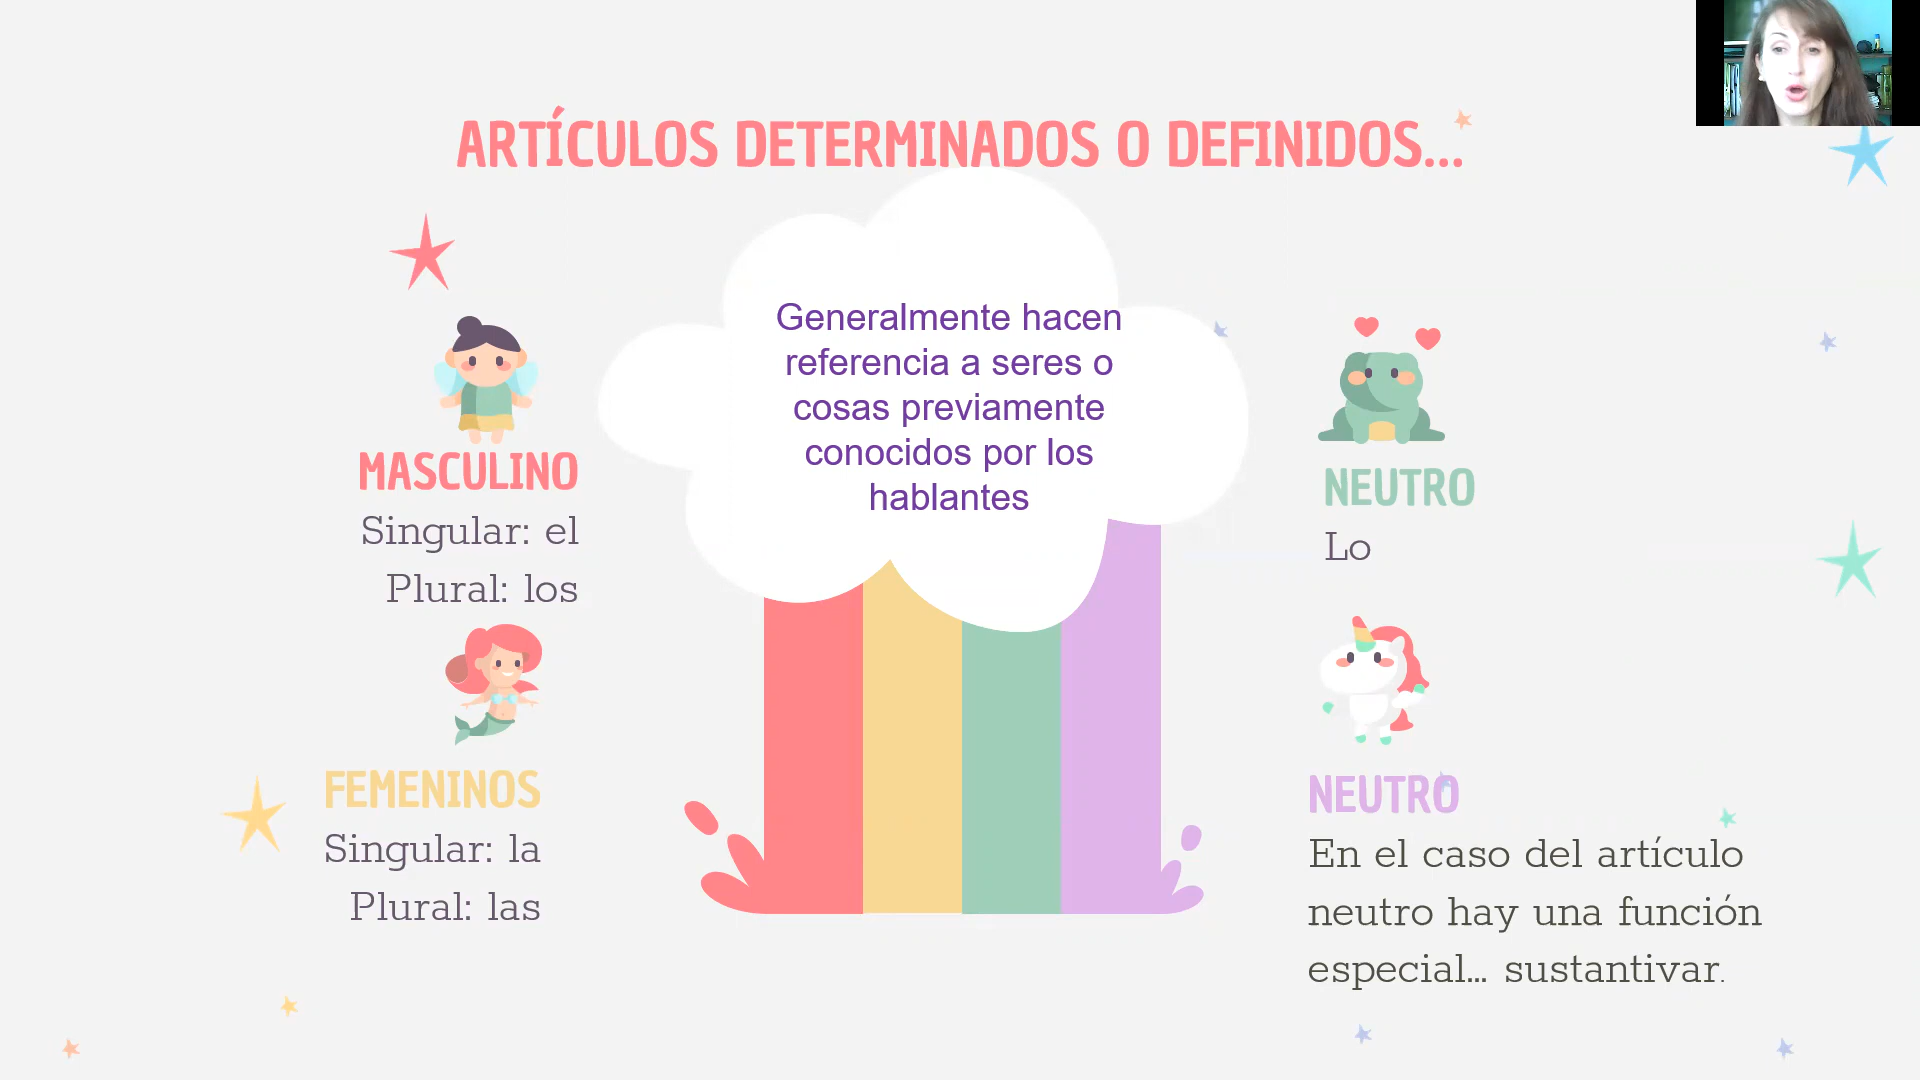 ARTÍCULOS DETERMINADOS O DEFINIDOS...
Generalmente hacen
referencia a seres o
cosas previamente
conocidos por los
hablantes
MASCULINO
Singular: el
Plural: los
FEMENINOS
Singular: la
Plural: las
NEUTRO
Lo
NEUTRO
En el caso del artículo
neutro hay una función
especial... sustantivar.